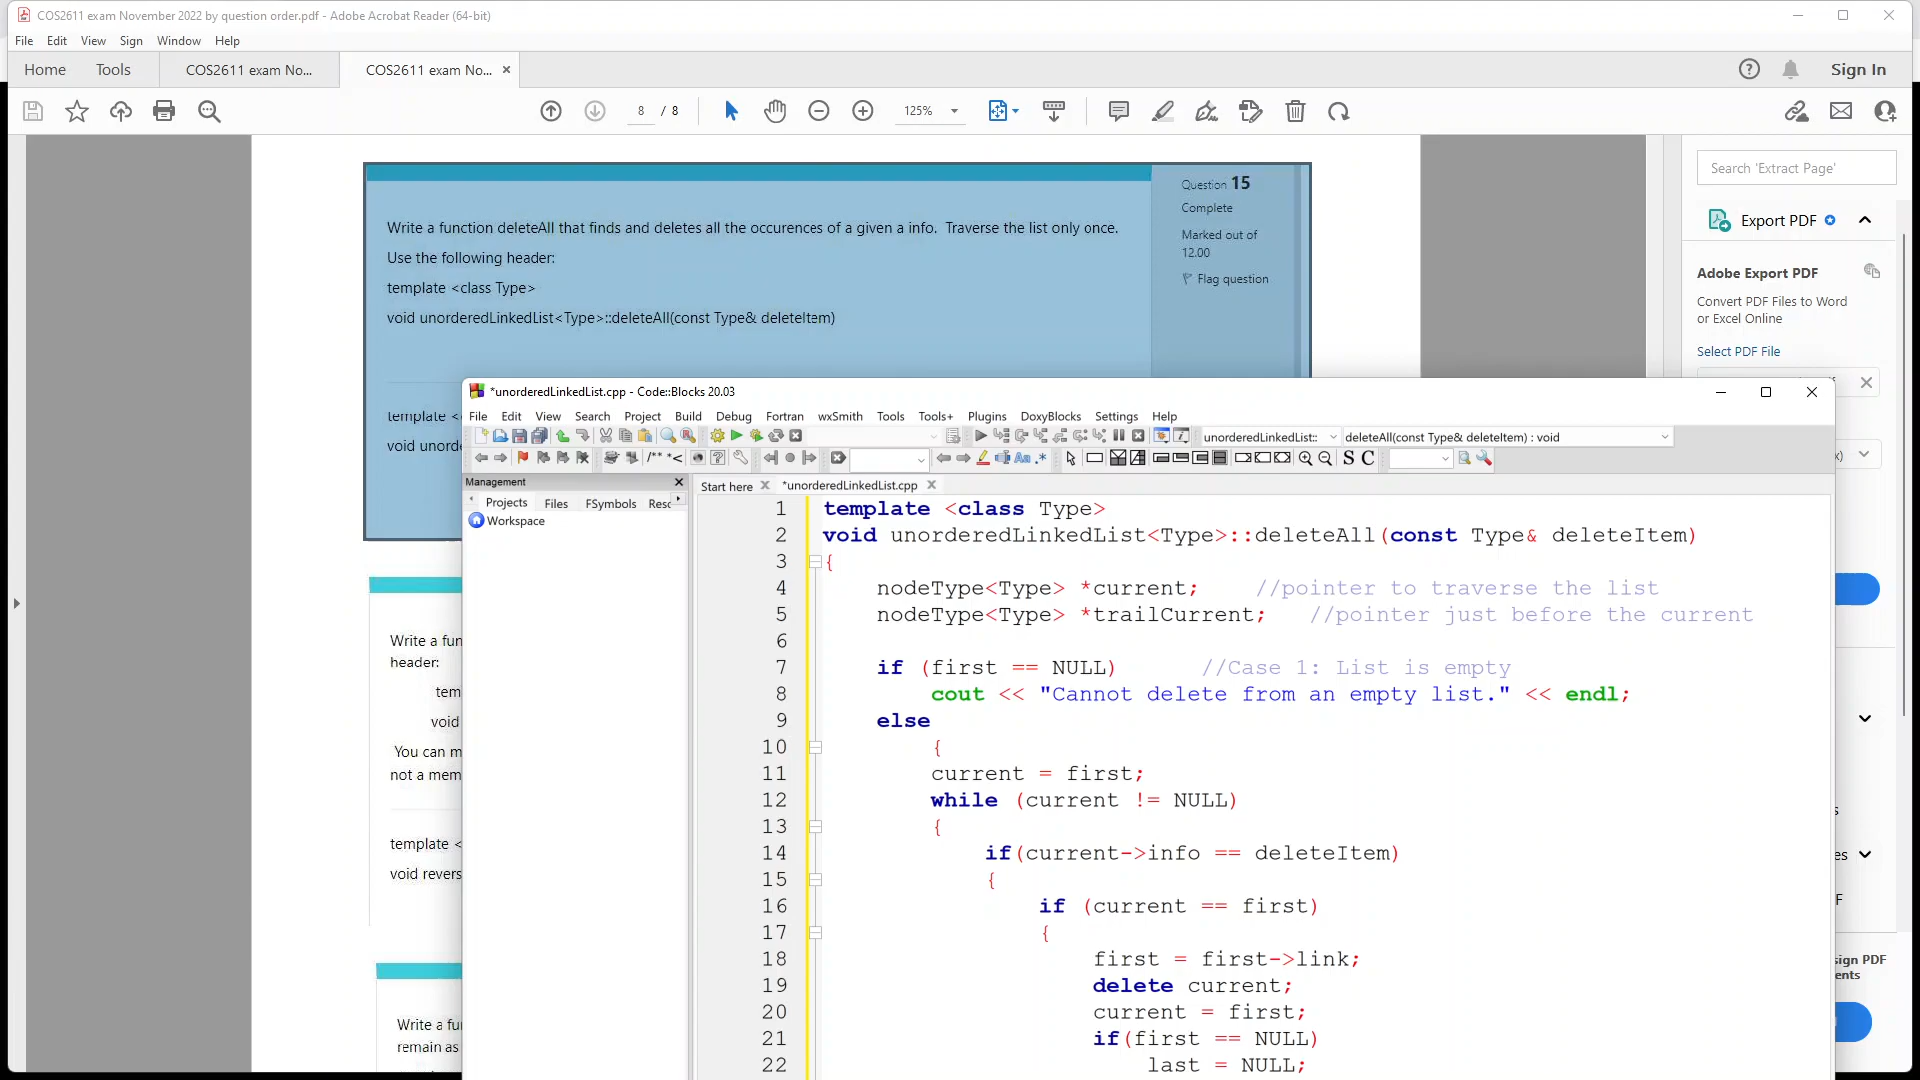 COS2611 exam November 2022 by question order.pdf - Adobe Acrobat Reader (64-bit)
File Edit View Sign Window Help
Home Tools COS2611 exam No... COS2611 exam No... × Sign In
8 / 8 125%
Search 'Extract Page'
Export PDF
Adobe Export PDF
Convert PDF Files to Word
or Excel Online
Select PDF File
Question 15
Complete
Marked out of
12.00
Flag question
Write a function deleteAll that finds and deletes all the occurences of a given a info. Traverse the list only once.
Use the following header:
template <class Type>
void unorderedLinkedList<Type>::deleteAll(const Type& deleteItem)
template <
void unord
Write a fun
header:
tem
void
You can m
not a mem
template <
void revers
Write a fu
remain as
*unorderedLinkedList.cpp - Code::Blocks 20.03
File Edit View Search Project Build Debug Fortran wxSmith Tools Tools+ Plugins DoxyBlocks Settings Help
unorderedLinkedList:: deleteAll(const Type& deleteItem) : void
/** *< Aa .* S C
Management
Projects Files FSymbols Resc
Workspace
Start here *unorderedLinkedList.cpp
1 template <class Type>
2 void unorderedLinkedList<Type>::deleteAll(const Type& deleteItem)
3 {
4 nodeType<Type> *current; //pointer to traverse the list
5 nodeType<Type> *trailCurrent; //pointer just before the current
6
7 if (first == NULL) //Case 1: List is empty
8 cout << "Cannot delete from an empty list." << endl;
9 else
10 {
11 current = first;
12 while (current != NULL)
13 {
14 if(current->info == deleteItem)
15 {
16 if (current == first)
17 {
18 first = first->link;
19 delete current;
20 current = first;
21 if(first == NULL)
22 last = NULL;
x)
s
es
F
sign PDF
ents